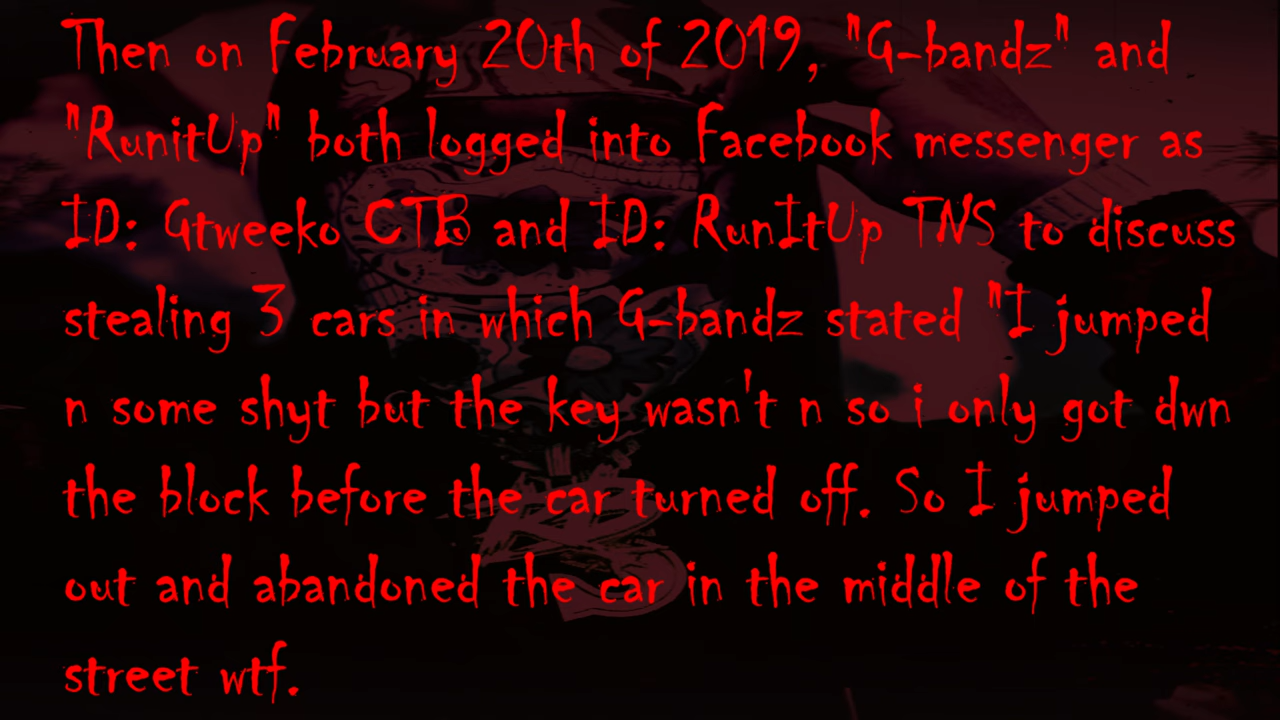 Then on February 20th of 2019, "G-bandz" and
"RunitUp" both logged into Facebook messenger as
ID: Gtweeko CTB and ID: RunItUp TNS to discuss
stealing 3 cars in which G-bandz stated "I jumped
n some shyt but the key wasn't n so i only got dwn
the block before the car turned off. So I jumped
out and abandoned the car in the middle of the
street wtf.